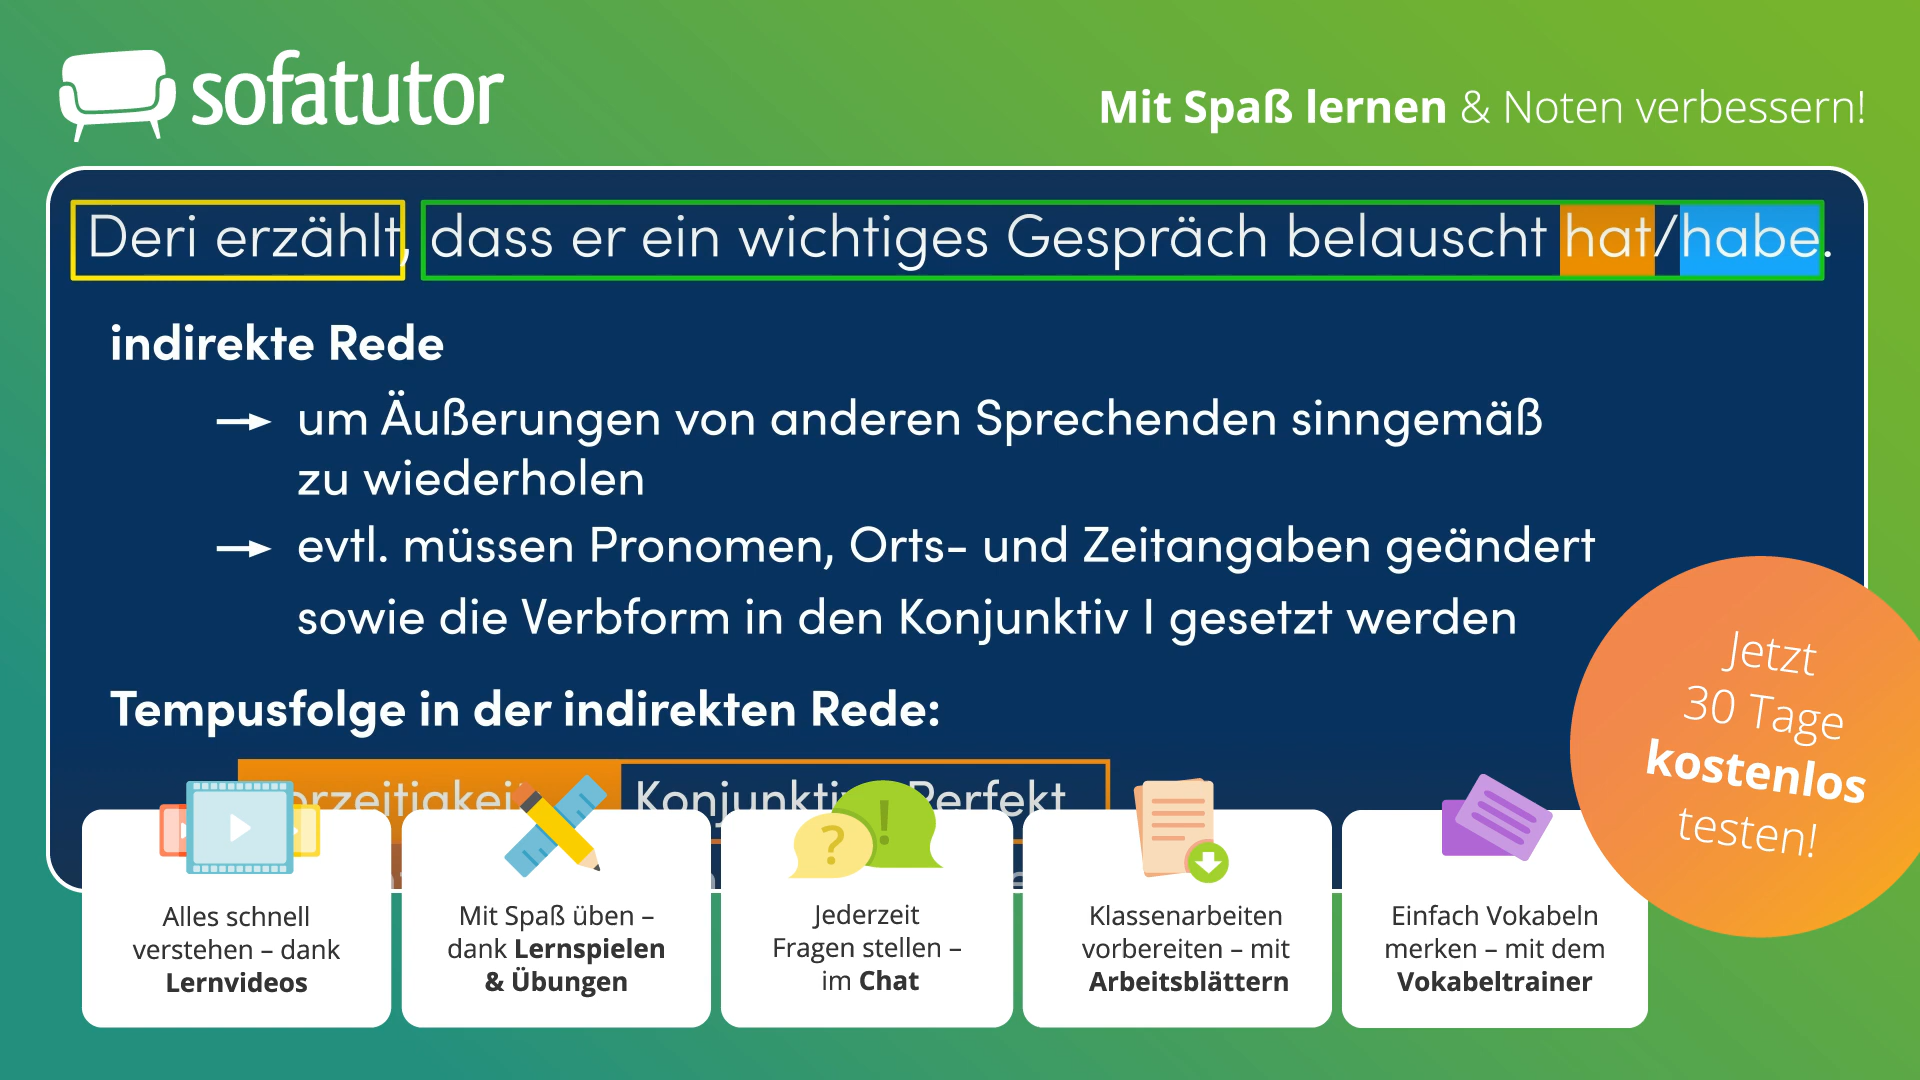 sofatutor
Mit Spaß lernen & Noten verbessern!
Deri erzählt, dass er ein wichtiges Gespräch belauscht hat/habe.
indirekte Rede
→ um Äußerungen von anderen Sprechenden sinngemäß
zu wiederholen
→ evtl. müssen Pronomen, Orts- und Zeitangaben geändert
sowie die Verbform in den Konjunktiv I gesetzt werden
Tempusfolge in der indirekten Rede:
Perfekt
Jetzt
30 Tage
kostenlos
testen!
?
!
Alles schnell
verstehen – dank
Lernvideos
Mit Spaß üben –
dank Lernspielen
& Übungen
Jederzeit
Fragen stellen –
im Chat
Klassenarbeiten
vorbereiten – mit
Arbeitsblättern
Einfach Vokabeln
merken – mit dem
Vokabeltrainer